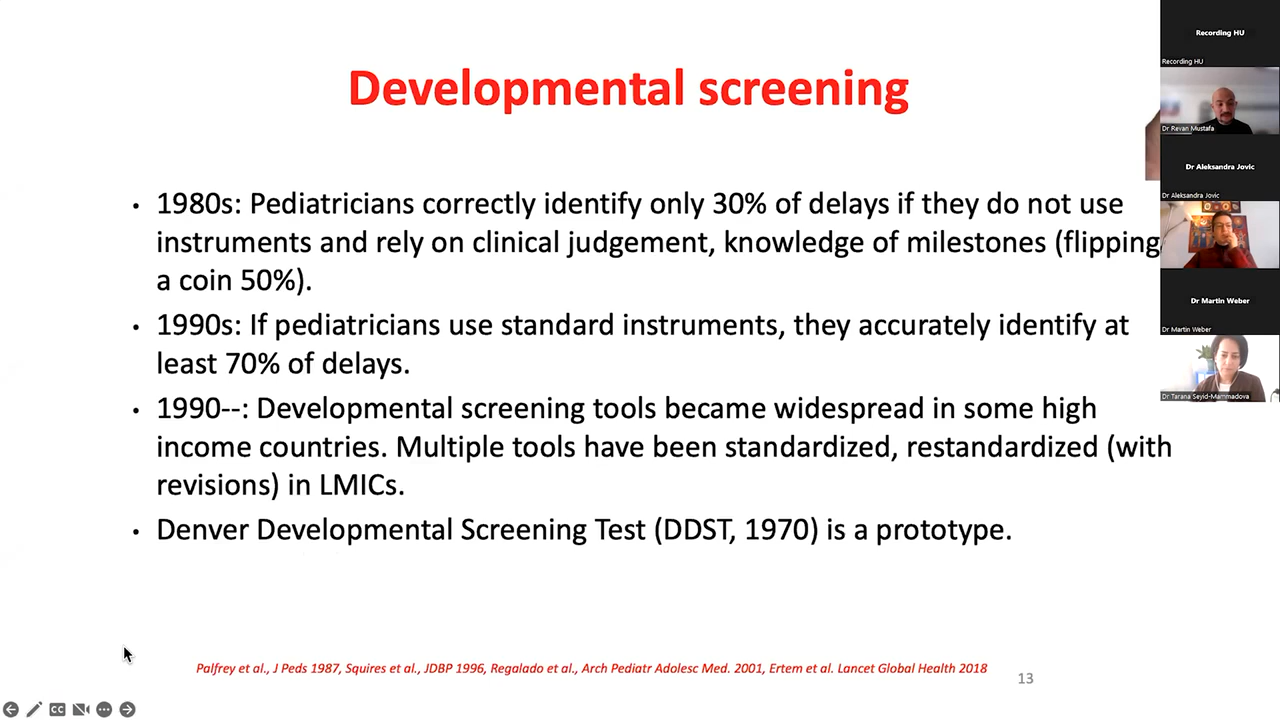 Developmental screening
• 1980s: Pediatricians correctly identify only 30% of delays if they do not use
instruments and rely on clinical judgement, knowledge of milestones (flipping
a coin 50%).
• 1990s: If pediatricians use standard instruments, they accurately identify at
least 70% of delays.
• 1990--: Developmental screening tools became widespread in some high
income countries. Multiple tools have been standardized, restandardized (with
revisions) in LMICs.
• Denver Developmental Screening Test (DDST, 1970) is a prototype.
Palfrey et al., J Peds 1987, Squires et al., JDBP 1996, Regalado et al., Arch Pediatr Adolesc Med. 2001, Ertem et al. Lancet Global Health 2018
13
Recording HU
Recording HU
Dr Revan Mustafa
Dr Aleksandra Jovic
Dr Aleksandra Jovic
Dr Martin Weber
Dr Martin Weber
Dr Tarana Seyid-Mammadova
CC